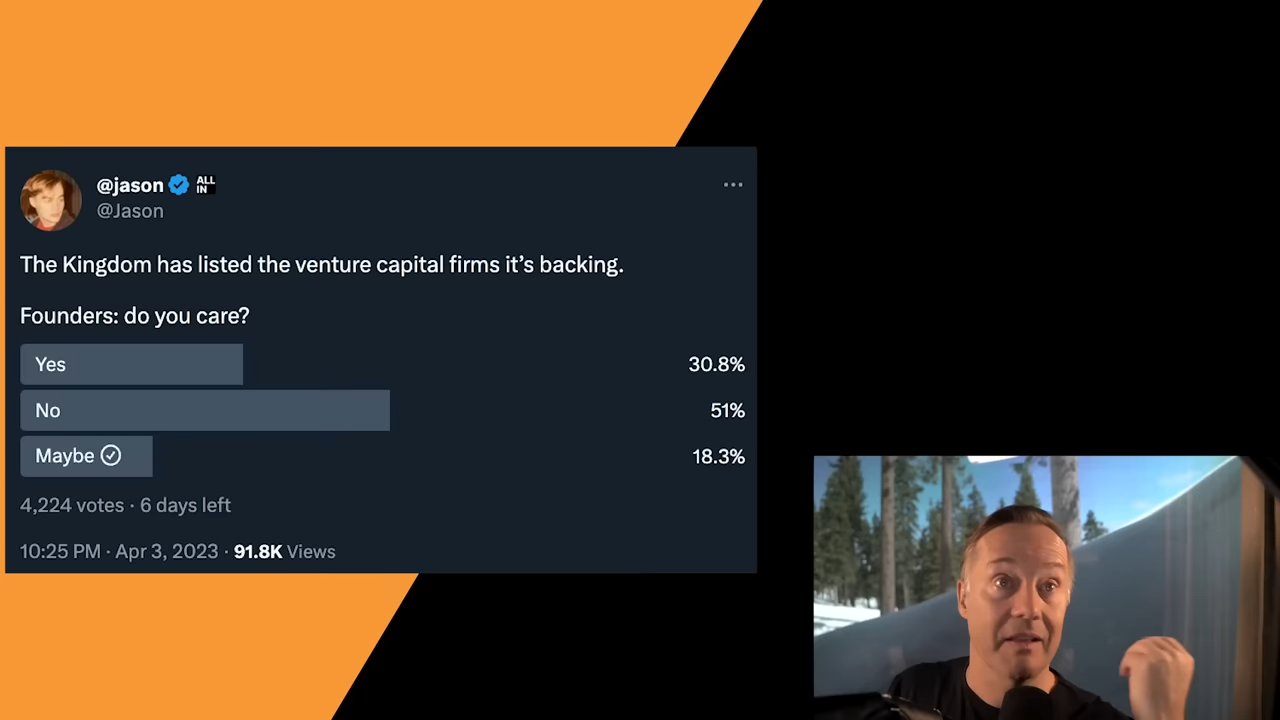 @jason ALL IN
@Jason
The Kingdom has listed the venture capital firms it’s backing.
Founders: do you care?
Yes 30.8%
No 51%
Maybe 18.3%
4,224 votes · 6 days left
10:25 PM · Apr 3, 2023 · 91.8K Views